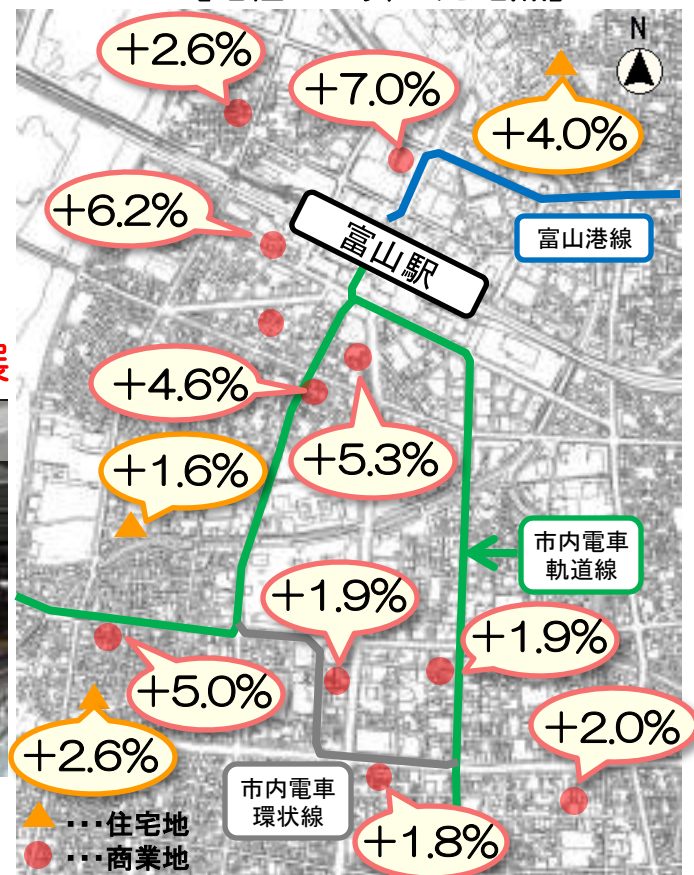 +2.6%
N
+7.0%
+4.0%
+6.2%
富山港線
富山駅
+4.6%
+5.3%
+1.6%
市内電車
軌道線
+1.9%
+1.9%
+5.0%
+2.0%
+2.6%
市内電車
環状線
+1.8%
▲･･･住宅地
●･･･商業地